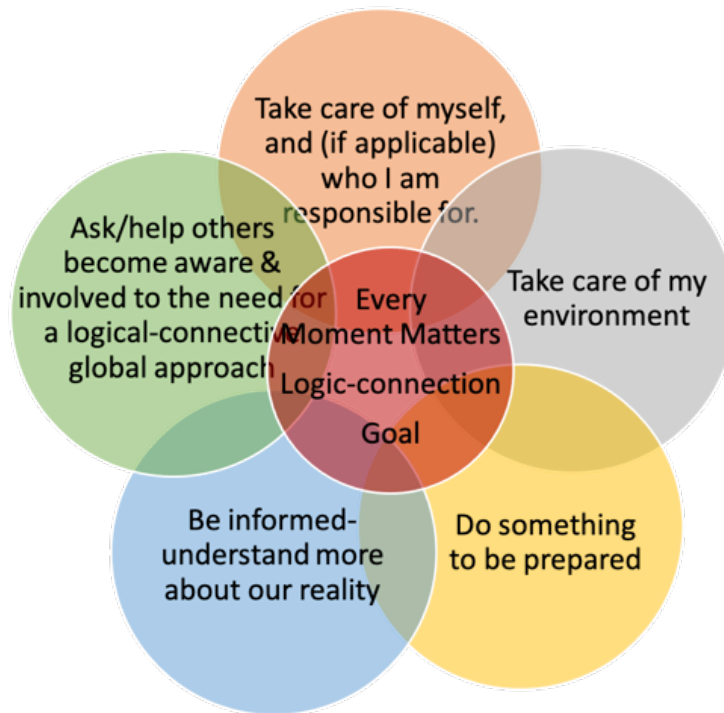 Take care of myself,
and (if applicable)
who I am
responsible for.
Take care of my
environment
Do something
to be prepared
Be informed-
understand more
about our reality
Ask/help others
become aware &
involved to the need for
a logical-connective
global approach
Every
Moment Matters
Logic-connection
Goal